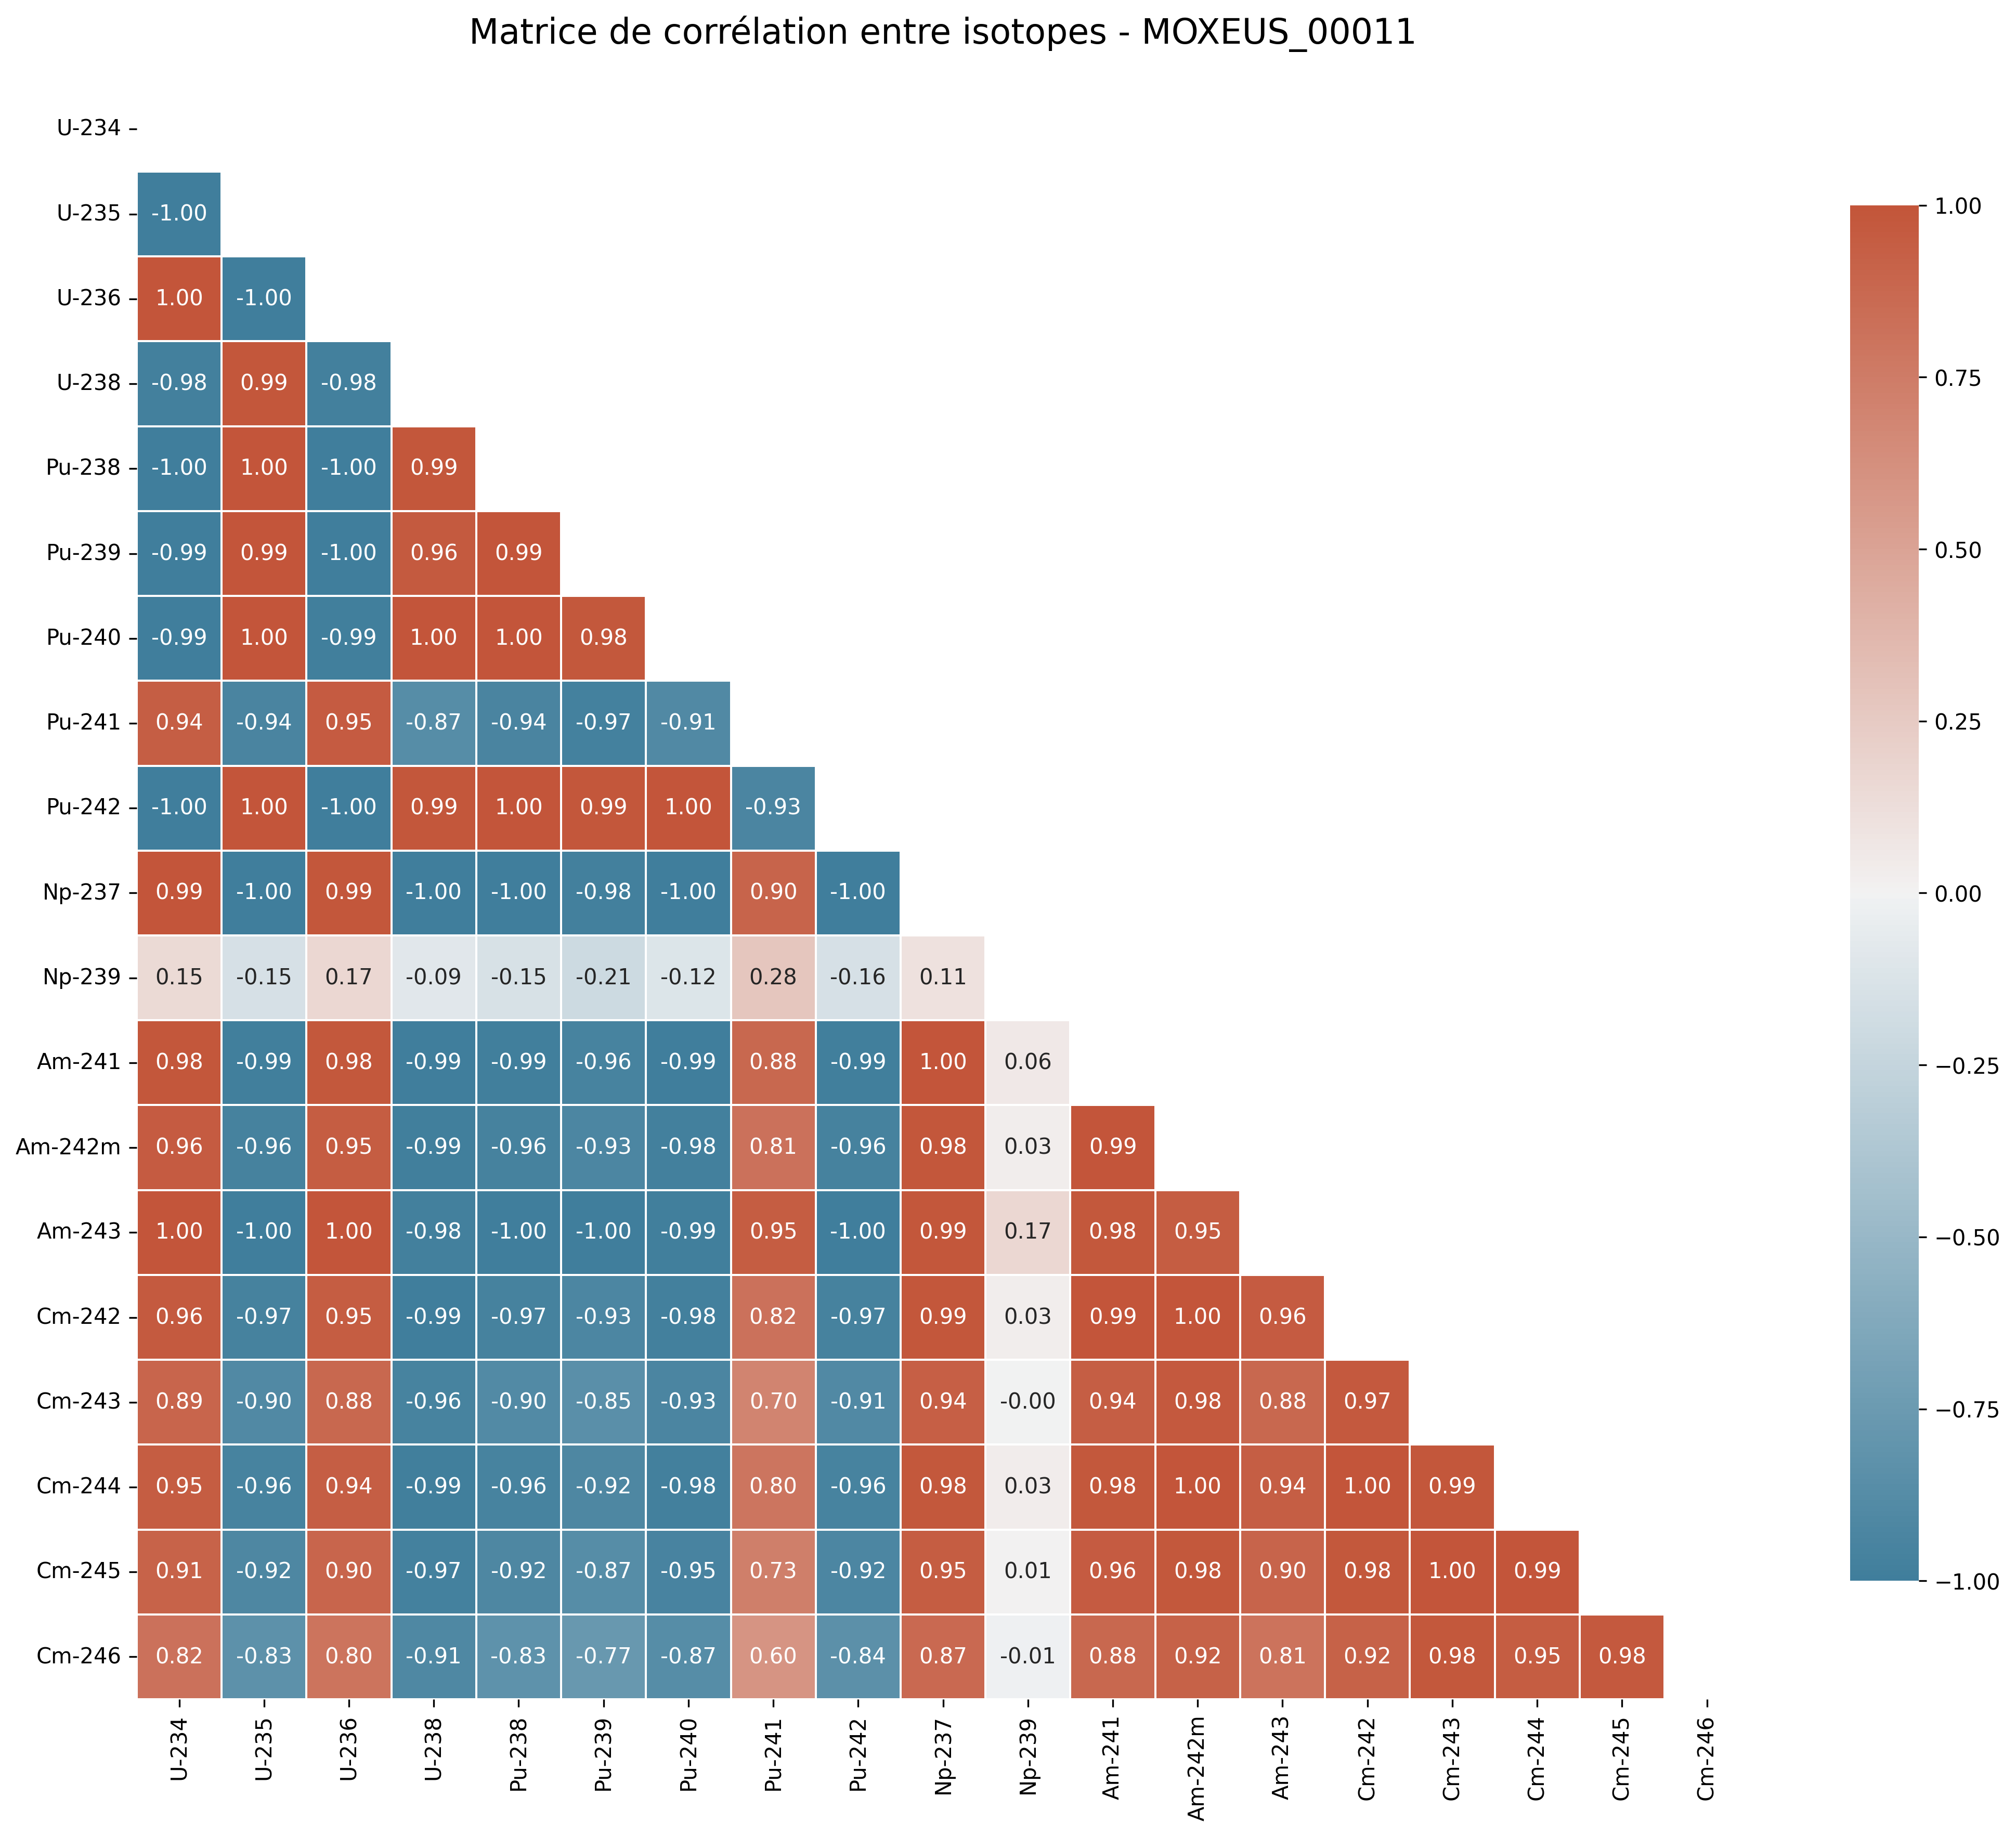 Matrice de corrélation entre isotopes - MOXEUS_00011
U-234
U-235 -1.00
U-236 1.00 -1.00
U-238 -0.98 0.99 -0.98
Pu-238 -1.00 1.00 -1.00 0.99
Pu-239 -0.99 0.99 -1.00 0.96 0.99
Pu-240 -0.99 1.00 -0.99 1.00 1.00 0.98
Pu-241 0.94 -0.94 0.95 -0.87 -0.94 -0.97 -0.91
Pu-242 -1.00 1.00 -1.00 0.99 1.00 0.99 1.00 -0.93
Np-237 0.99 -1.00 0.99 -1.00 -1.00 -0.98 -1.00 0.90 -1.00
Np-239 0.15 -0.15 0.17 -0.09 -0.15 -0.21 -0.12 0.28 -0.16 0.11
Am-241 0.98 -0.99 0.98 -0.99 -0.99 -0.96 -0.99 0.88 -0.99 1.00 0.06
Am-242m 0.96 -0.96 0.95 -0.99 -0.96 -0.93 -0.98 0.81 -0.96 0.98 0.03 0.99
Am-243 1.00 -1.00 1.00 -0.98 -1.00 -1.00 -0.99 0.95 -1.00 0.99 0.17 0.98 0.95
Cm-242 0.96 -0.97 0.95 -0.99 -0.97 -0.93 -0.98 0.82 -0.97 0.99 0.03 0.99 1.00 0.96
Cm-243 0.89 -0.90 0.88 -0.96 -0.90 -0.85 -0.93 0.70 -0.91 0.94 -0.00 0.94 0.98 0.88 0.97
Cm-244 0.95 -0.96 0.94 -0.99 -0.96 -0.92 -0.98 0.80 -0.96 0.98 0.03 0.98 1.00 0.94 1.00 0.99
Cm-245 0.91 -0.92 0.90 -0.97 -0.92 -0.87 -0.95 0.73 -0.92 0.95 0.01 0.96 0.98 0.90 0.98 1.00 0.99
Cm-246 0.82 -0.83 0.80 -0.91 -0.83 -0.77 -0.87 0.60 -0.84 0.87 -0.01 0.88 0.92 0.81 0.92 0.98 0.95 0.98
U-234 U-235 U-236 U-238 Pu-238 Pu-239 Pu-240 Pu-241 Pu-242 Np-237 Np-239 Am-241 Am-242m Am-243 Cm-242 Cm-243 Cm-244 Cm-245 Cm-246
1.00
0.75
0.50
0.25
0.00
−0.25
−0.50
−0.75
−1.00